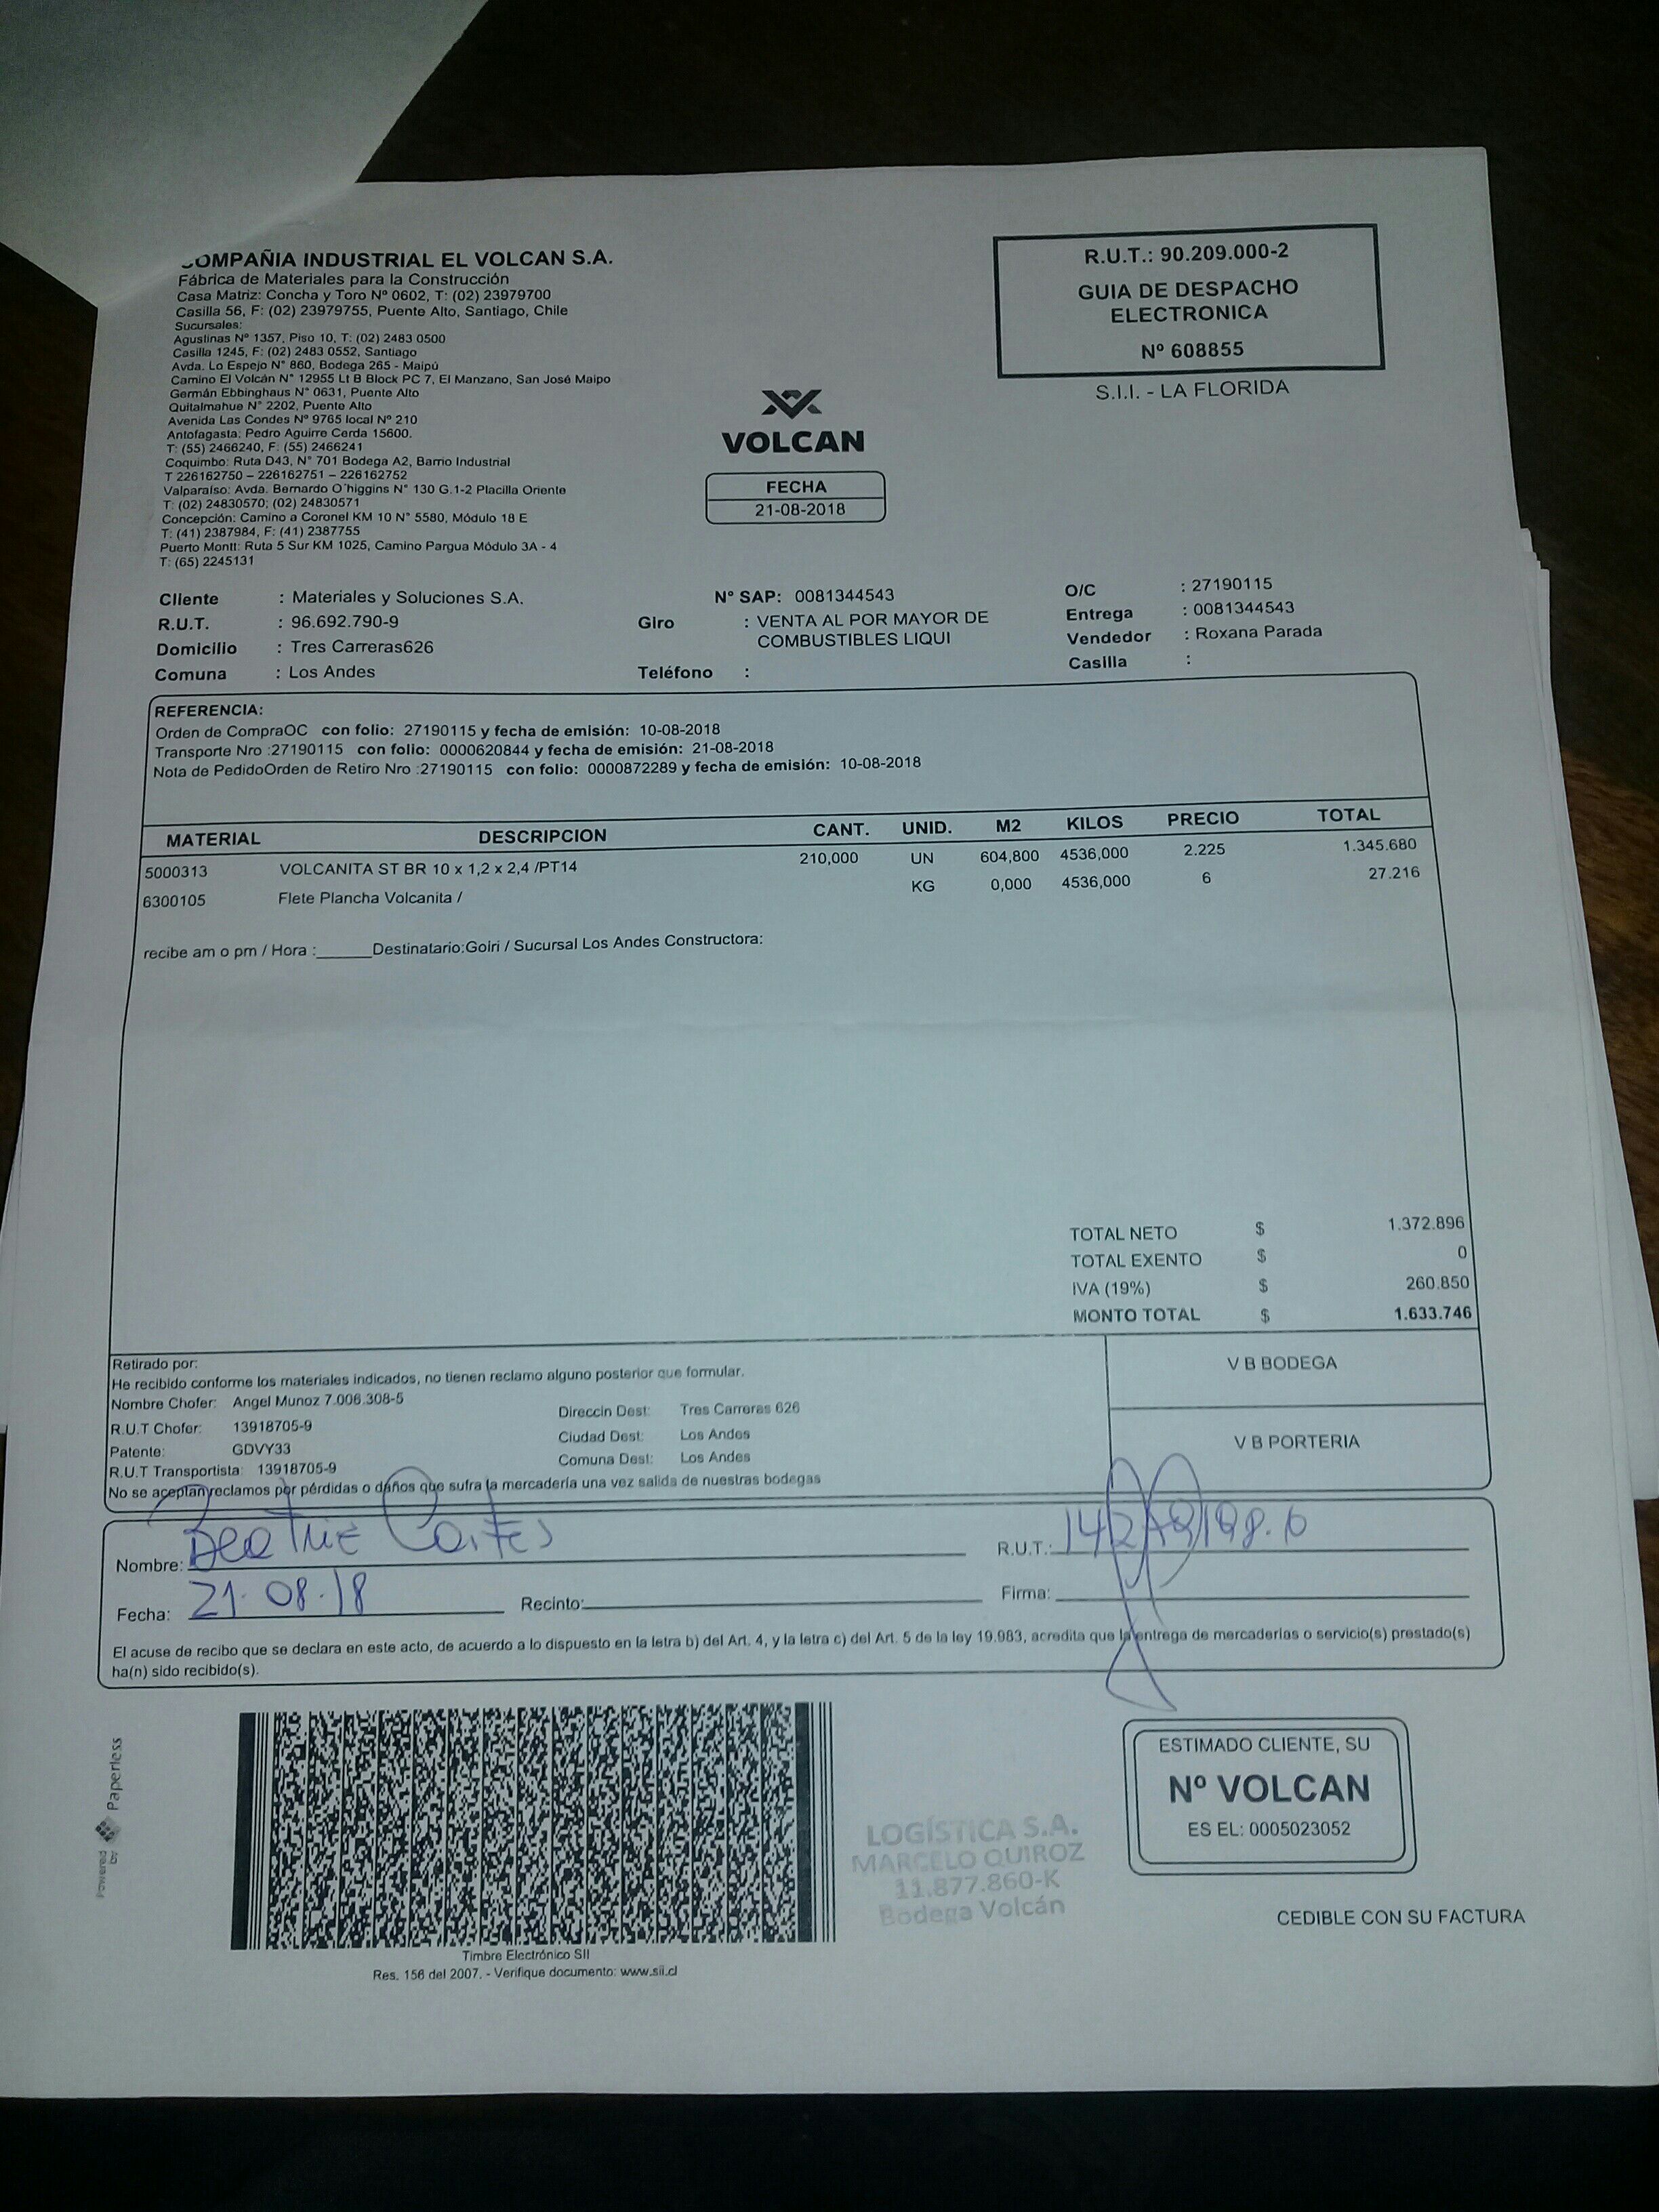 COMPAÑIA INDUSTRIAL EL VOLCAN S.A.
Fábrica de Materiales para la Construcción
Casa Matriz: Concha y Toro Nº 0602, T: (02) 23979700
Casilla 56, F: (02) 23979755, Puente Alto, Santiago, Chile
Sucursales:
Agustinas Nº 1357, Piso 10, T: (02) 2483 0500
Casilla 1245, F: (02) 2483 0552, Santiago
Avda. Lo Espejo N° 860, Bodega 265 - Maipú
Camino El Volcán N° 12955 Lt B Block PC 7, El Manzano, San José Maipo
Germán Ebbinghaus N° 0631, Puente Alto
Quitalmahue N° 2202, Puente Alto
Avenida Las Condes Nº 9765 local Nº 210
Antofagasta: Pedro Aguirre Cerda 15600.
T: (55) 2466240, F: (55) 2466241
Coquimbo: Ruta D43, N° 701 Bodega A2, Barrio Industrial
T 226162750 – 226162751 – 226162752
Valparaíso: Avda. Bernardo O'higgins N° 130 G.1-2 Placilla Oriente
T: (02) 24830570; (02) 24830571
Concepción: Camino a Coronel KM 10 N° 5580, Módulo 18 E
T: (41) 2387984, F: (41) 2387755
Puerto Montt: Ruta 5 Sur KM 1025, Camino Pargua Módulo 3A - 4
T: (65) 2245131
R.U.T.: 90.209.000-2
GUIA DE DESPACHO
ELECTRONICA
Nº 608855
S.I.I. - LA FLORIDA
VOLCAN
FECHA
21-08-2018
Cliente : Materiales y Soluciones S.A. N° SAP: 0081344543 O/C : 27190115
R.U.T. : 96.692.790-9 Giro : VENTA AL POR MAYOR DE Entrega : 0081344543
Domicilio : Tres Carreras626 COMBUSTIBLES LIQUI Vendedor : Roxana Parada
Comuna : Los Andes Teléfono : Casilla :
REFERENCIA:
Orden de CompraOC con folio: 27190115 y fecha de emisión: 10-08-2018
Transporte Nro :27190115 con folio: 0000620844 y fecha de emisión: 21-08-2018
Nota de PedidoOrden de Retiro Nro :27190115 con folio: 0000872289 y fecha de emisión: 10-08-2018
MATERIAL DESCRIPCION CANT. UNID. M2 KILOS PRECIO TOTAL
5000313 VOLCANITA ST BR 10 x 1,2 x 2,4 /PT14 210,000 UN 604,800 4536,000 2.225 1.345.680
6300105 Flete Plancha Volcanita / KG 0,000 4536,000 6 27.216
recibe am o pm / Hora :______Destinatario:Goiri / Sucursal Los Andes Constructora:
TOTAL NETO $ 1.372.896
TOTAL EXENTO $ 0
IVA (19%) $ 260.850
MONTO TOTAL $ 1.633.746
Retirado por:
He recibido conforme los materiales indicados, no tienen reclamo alguno posterior que formular.
Nombre Chofer: Angel Munoz 7.006.308-5
R.U.T Chofer: 13918705-9
Patente: GDVY33
R.U.T Transportista: 13918705-9
Direccin Dest: Tres Carreras 626
Ciudad Dest: Los Andes
Comuna Dest: Los Andes
No se aceptan reclamos por pérdidas o daños que sufra la mercadería una vez salida de nuestras bodegas
V B BODEGA
V B PORTERIA
Nombre: Beatriz Cortes R.U.T.:
Fecha: 21.08.18 Recinto: Firma:
El acuse de recibo que se declara en este acto, de acuerdo a lo dispuesto en la letra b) del Art. 4, y la letra c) del Art. 5 de la ley 19.983, acredita que la entrega de mercaderías o servicio(s) prestado(s)
ha(n) sido recibido(s).
Powered by Paperless
Timbre Electrónico SII
Res. 156 del 2007. - Verifique documento: www.sii.cl
LOGÍSTICA S.A.
MARCELO QUIROZ
11.877.860-K
Bodega Volcán
ESTIMADO CLIENTE, SU
Nº VOLCAN
ES EL: 0005023052
CEDIBLE CON SU FACTURA